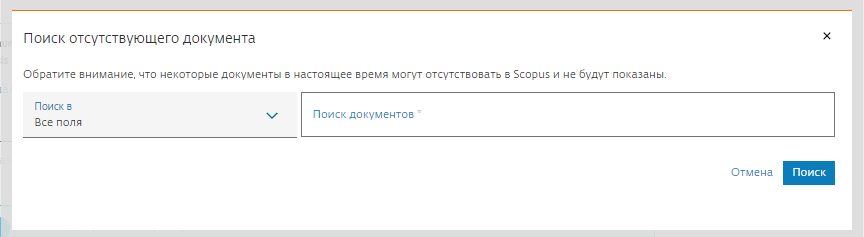 Поиск отсутствующего документа
Обратите внимание, что некоторые документы в настоящее время могут отсутствовать в Scopus и не будут показаны.
Поиск в
Все поля
Поиск документов *
Отмена
Поиск